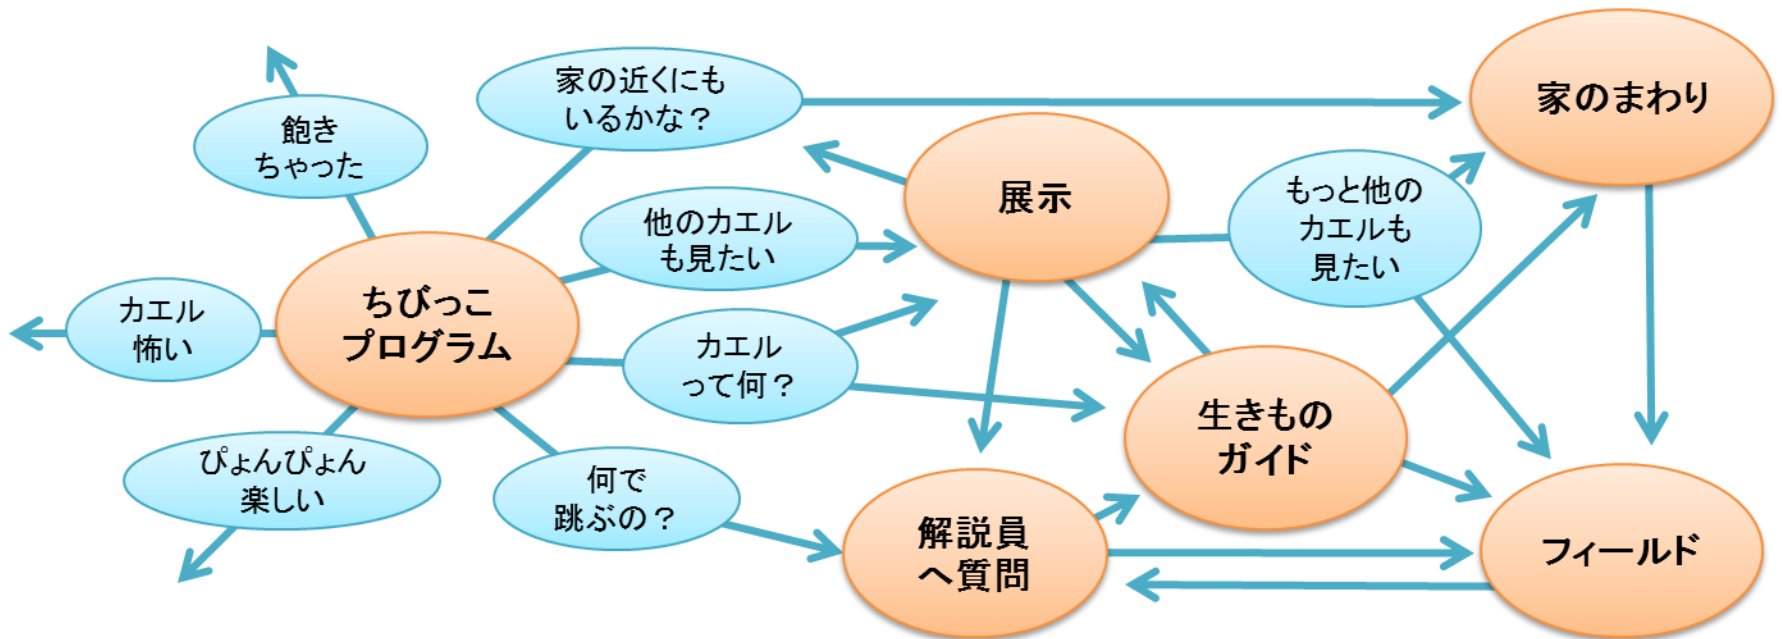 飽き
ちゃった
家の近くにも
いるかな？
家のまわり
展示
もっと他の
カエルも
見たい
他のカエル
も見たい
ちびっこ
プログラム
カエル
怖い
カエル
って何？
生きもの
ガイド
ぴょんぴょん
楽しい
何で
跳ぶの？
解説員
へ質問
フィールド